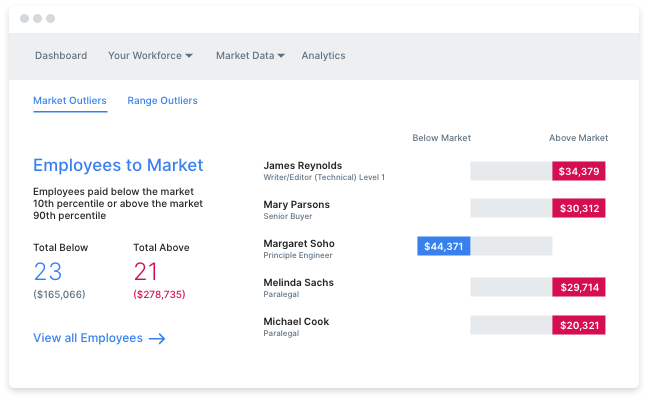 Dashboard Your Workforce Market Data Analytics
Market Outliers Range Outliers
Employees to Market
Employees paid below the market
10th percentile or above the market
90th percentile
Total Below Total Above
23 21
($165,066) ($278,735)
View all Employees
Below Market Above Market
James Reynolds
Writer/Editor (Technical) Level 1
$34,379
Mary Parsons
Senior Buyer
$30,312
Margaret Soho
Principle Engineer
$44,371
Melinda Sachs
Paralegal
$29,714
Michael Cook
Paralegal
$20,321